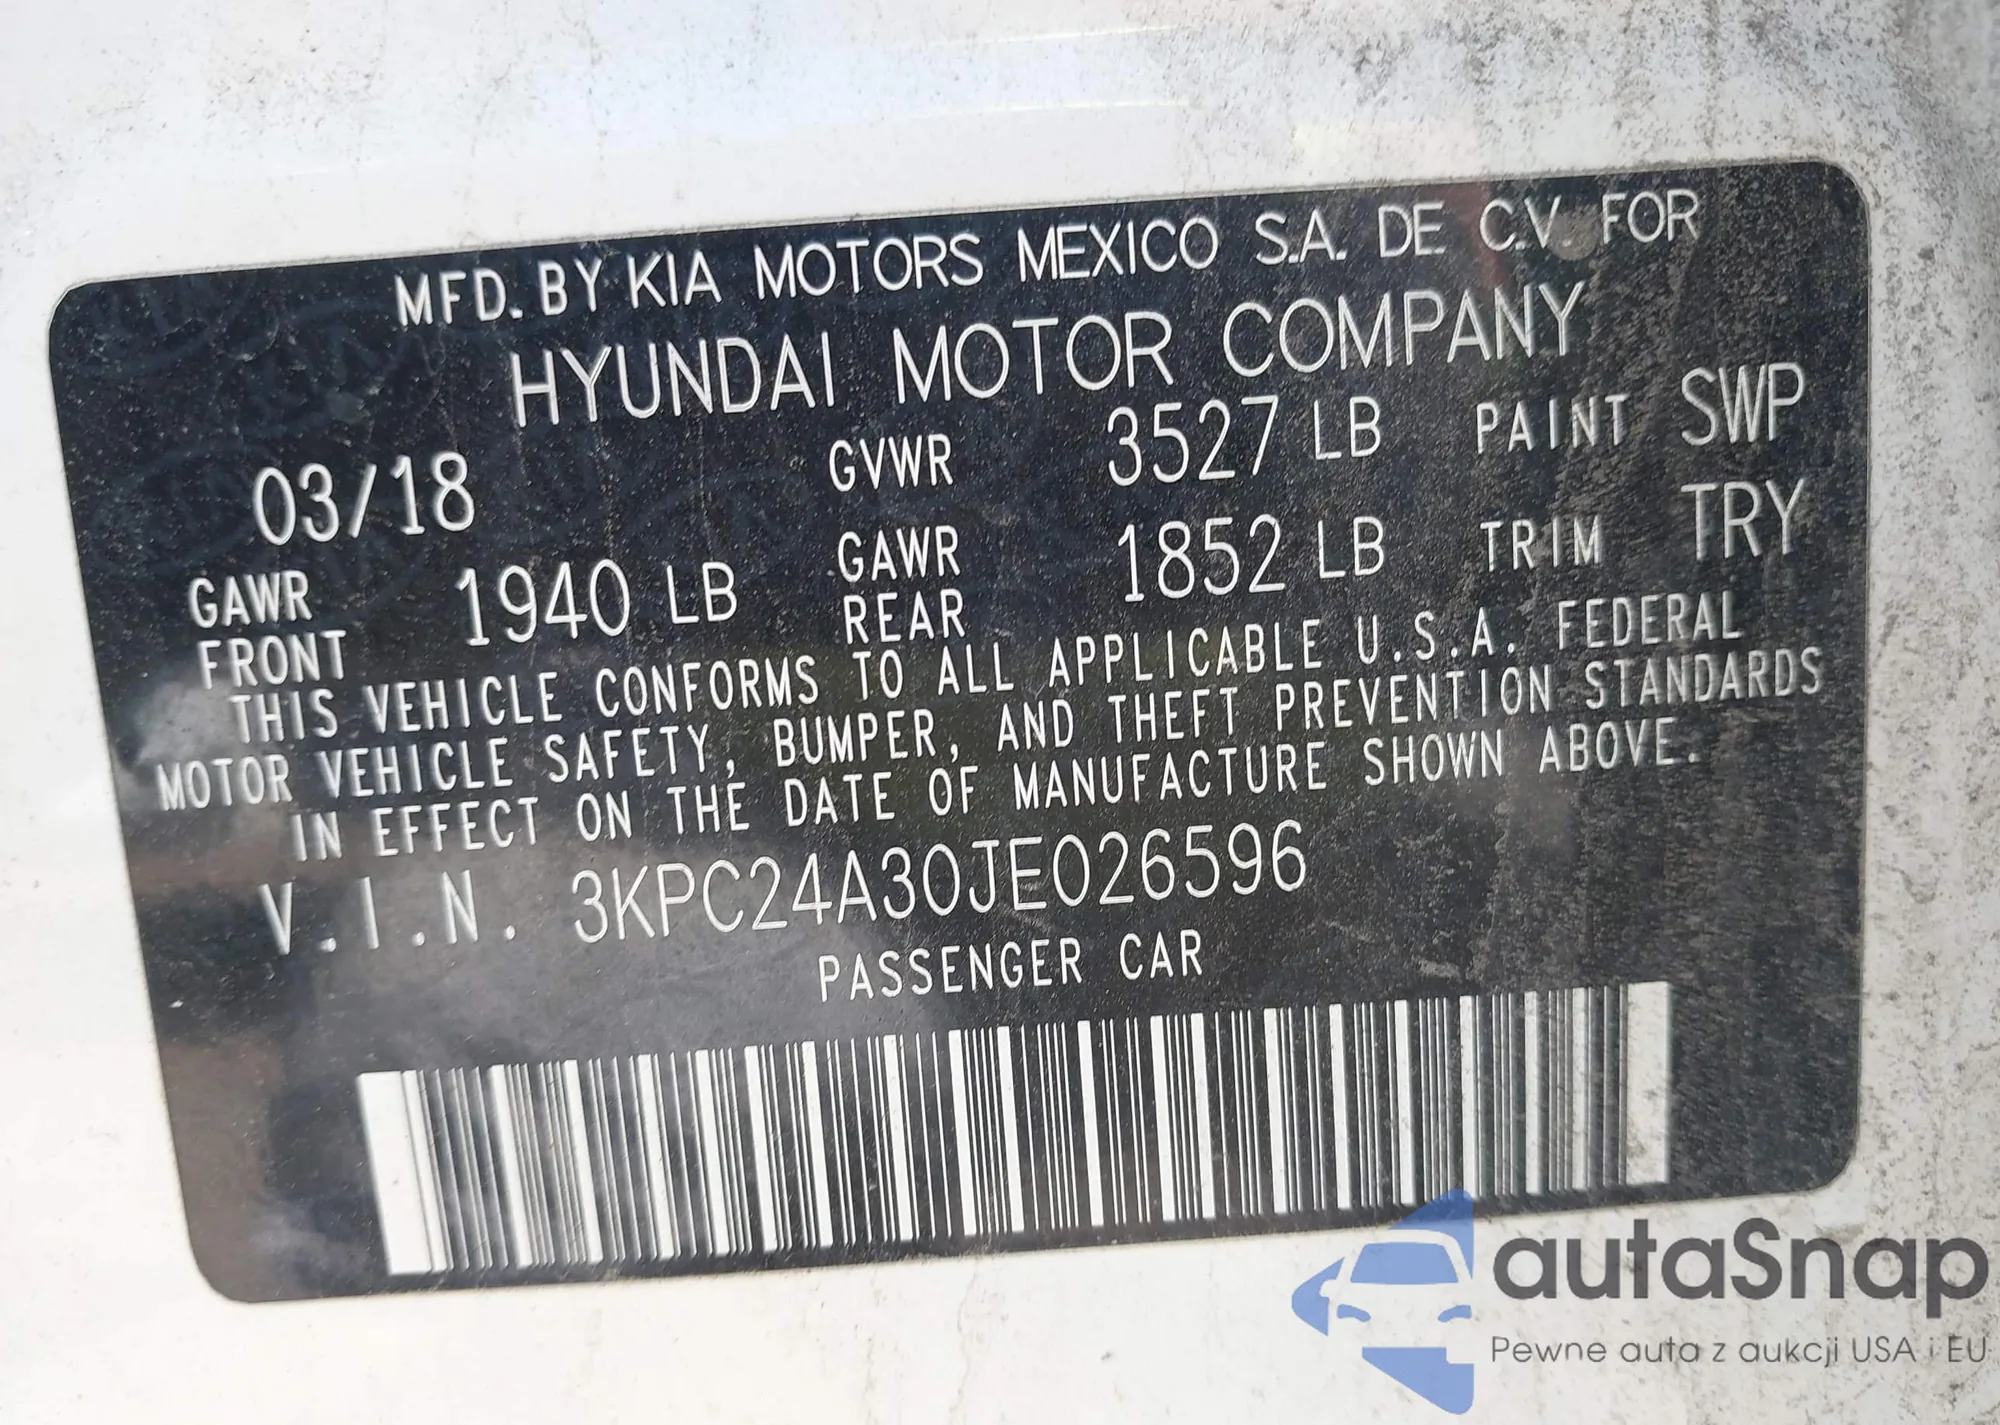 MFD. BY KIA MOTORS MEXICO S.A. DE C.V. FOR
HYUNDAI MOTOR COMPANY
03/18 GVWR 3527 LB PAINT SWP
GAWR FRONT 1940 LB GAWR REAR 1852 LB TRIM TRY
THIS VEHICLE CONFORMS TO ALL APPLICABLE U.S.A. FEDERAL
MOTOR VEHICLE SAFETY, BUMPER, AND THEFT PREVENTION STANDARDS
IN EFFECT ON THE DATE OF MANUFACTURE SHOWN ABOVE.
V.I.N. 3KPC24A30JE026596
PASSENGER CAR
autaSnap
Pewne auta z aukcji USA i EU